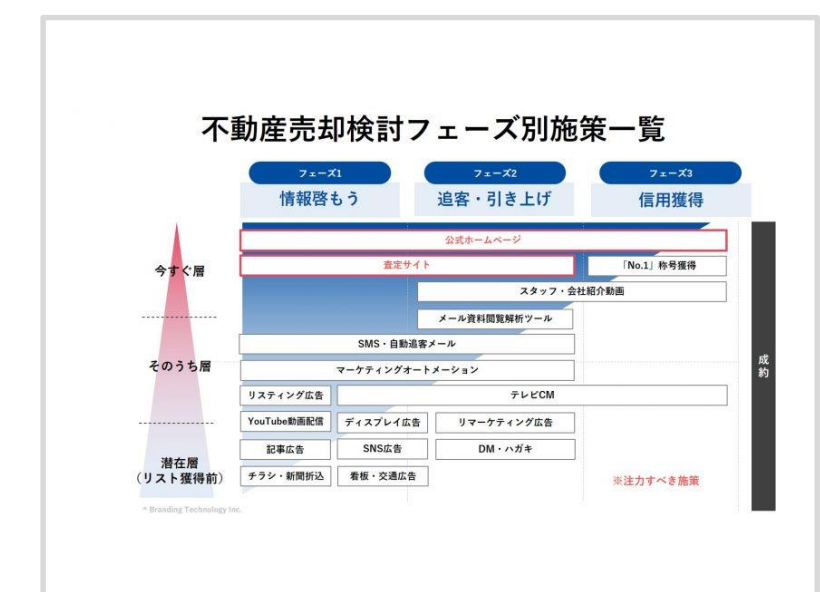 不動産売却検討フェーズ別施策一覧
フェーズ1
フェーズ2
フェーズ3
情報啓もう
追客・引き上げ
信用獲得
公式ホームページ
今すぐ層
査定サイト
「No.1」称号獲得
スタッフ・会社紹介動画
メール資料閲覧解析ツール
SMS・自動追客メール
そのうち層
マーケティングオートメーション
成約
リスティング広告
テレビCM
YouTube動画配信
ディスプレイ広告
リマーケティング広告
記事広告
SNS広告
DM・ハガキ
潜在層
(リスト獲得前)
チラシ・新聞折込
看板・交通広告
※注力すべき施策
* Branding Technology Inc.